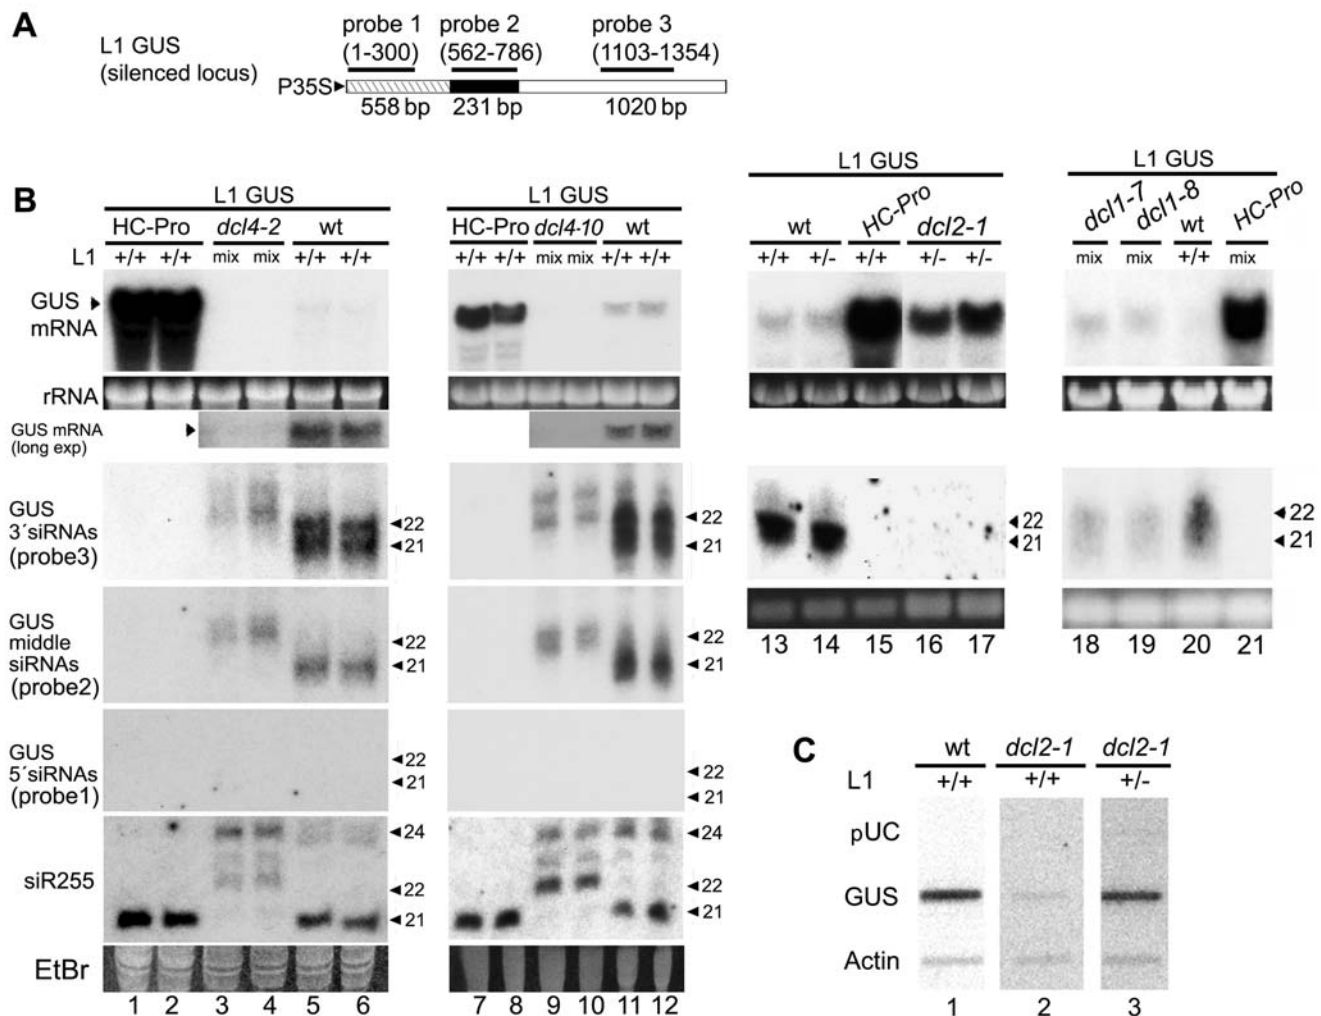 A
L1 GUS
(silenced locus)
probe 1 probe 2 probe 3
(1-300) (562-786) (1103-1354)
P35S
558 bp 231 bp 1020 bp
B
L1 GUS
HC-Pro dcl4-2 wt
L1 +/+ +/+ mix mix +/+ +/+
GUS
mRNA
rRNA
GUS mRNA
(long exp)
GUS
3´siRNAs
(probe3)
22
21
GUS
middle
siRNAs
(probe2)
22
21
GUS
5´siRNAs
(probe1)
22
21
siR255
24
22
21
EtBr
1 2 3 4 5 6
L1 GUS
HC-Pro dcl4-10 wt
+/+ +/+ mix mix +/+ +/+
22
21
22
21
22
21
24
22
21
7 8 9 10 11 12
L1 GUS
wt HC-Pro dcl2-1
+/+ +/- +/+ +/- +/-
22
21
13 14 15 16 17
L1 GUS
dcl1-7 dcl1-8 wt HC-Pro
mix mix +/+ mix
22
21
18 19 20 21
C
wt dcl2-1 dcl2-1
L1 +/+ +/+ +/-
pUC
GUS
Actin
1 2 3